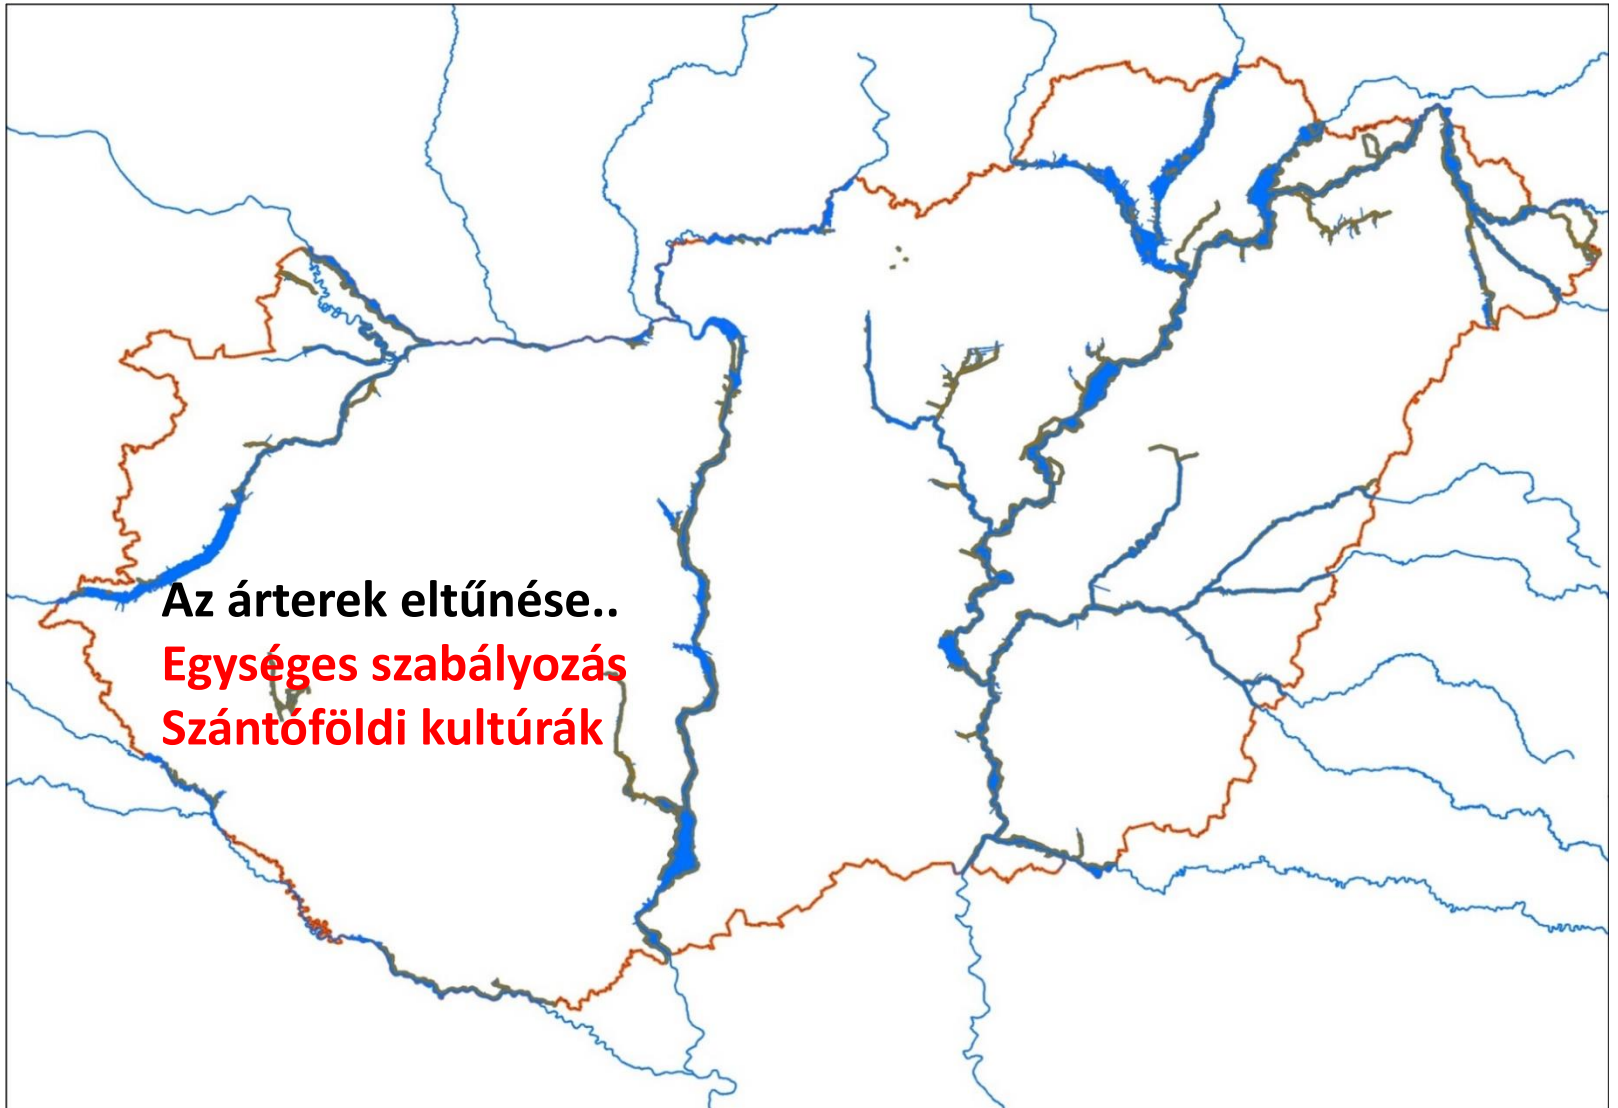 Az árterek eltűnése..
Egységes szabályozás
Szántóföldi kultúrák